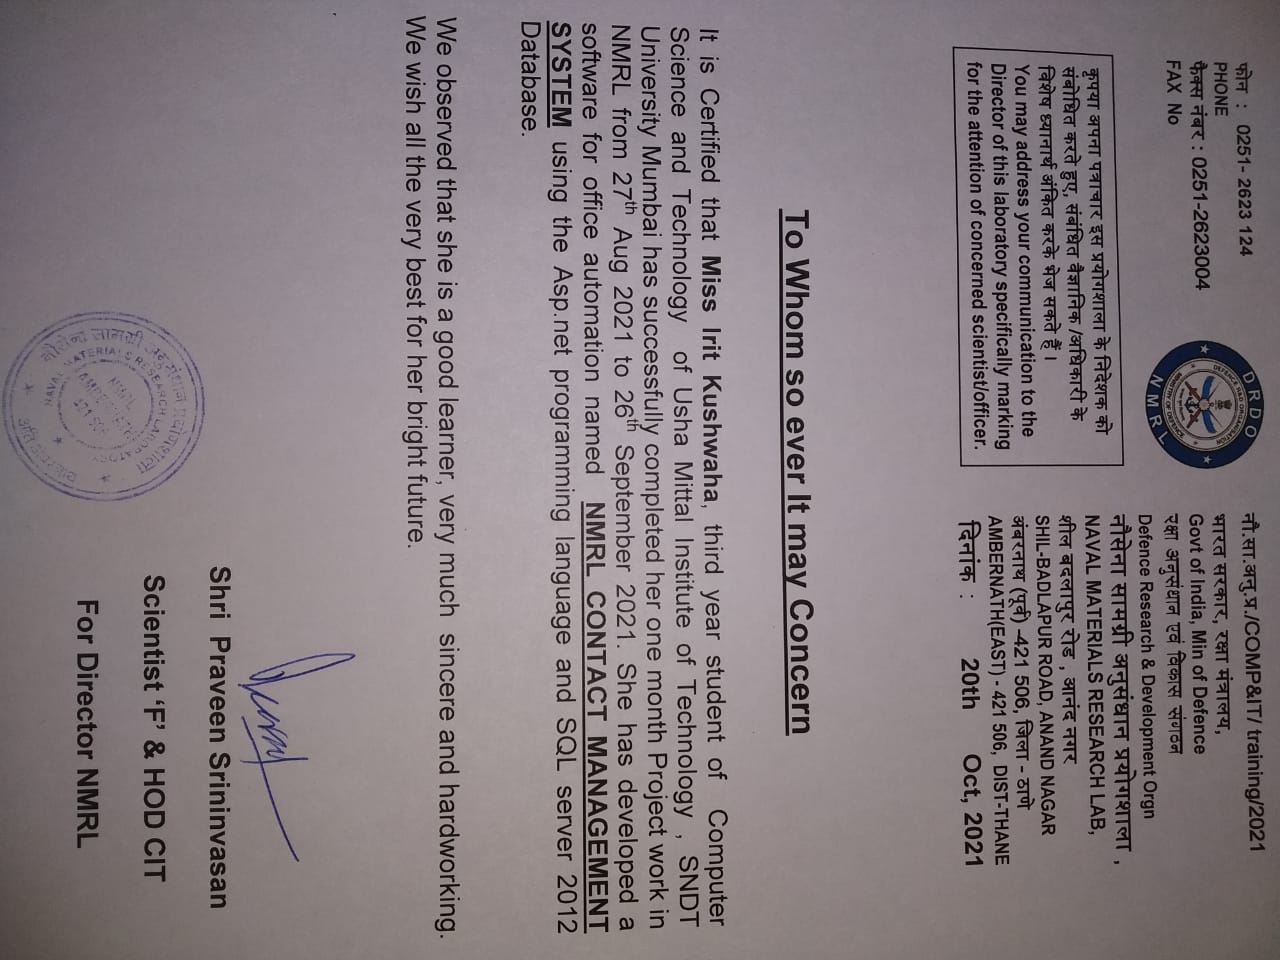 फोन : 0251- 2623 124
PHONE
फैक्स नंबर : 0251-2623004
FAX No
DRDO
DEFENCE R&D ORGANISATION
MINISTRY OF DEFENCE
NMRL
नौ.सा.अनु.प्र./COMP&IT/ training/2021
भारत सरकार, रक्षा मंत्रालय,
Govt of India, Min of Defence
रक्षा अनुसंधान एवं विकास संगठन
Defence Research & Development Orgn
नौसेना सामग्री अनुसंधान प्रयोगशाला ,
NAVAL MATERIALS RESEARCH LAB,
शील बदलापुर रोड , आनंद नगर
SHIL-BADLAPUR ROAD, ANAND NAGAR
अंबरनाथ (पूर्व) -421 506, जिला - ठाणे
AMBERNATH(EAST) - 421 506, DIST-THANE
दिनांक : 20th Oct, 2021
कृपया अपना पत्राचार इस प्रयोगशाला के निदेशक को
संबोधित करते हुए, संबंधित वैज्ञानिक /अधिकारी के
विशेष ध्यानार्थ अंकित करके भेज सकते हैं ।
You may address your communication to the
Director of this laboratory specifically marking
for the attention of concerned scientist/officer.
To Whom so ever It may Concern
It is Certified that Miss Irit Kushwaha, third year student of Computer
Science and Technology of Usha Mittal Institute of Technology , SNDT
University Mumbai has successfully completed her one month Project work in
NMRL from 27th Aug 2021 to 26th September 2021. She has developed a
software for office automation named NMRL CONTACT MANAGEMENT
SYSTEM using the Asp.net programming language and SQL server 2012
Database.
We observed that she is a good learner, very much sincere and hardworking.
We wish all the very best for her bright future.
Shri Praveen Srininvasan
Scientist ‘F’ & HOD CIT
For Director NMRL
नौसेना सामग्री अनुसंधान प्रयोगशाला
NAVAL MATERIALS RESEARCH LABORATORY
NMRL